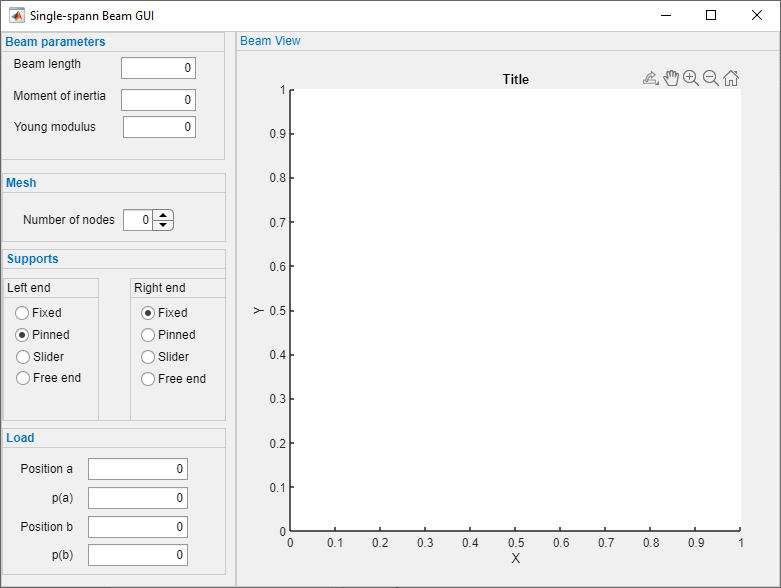 Single-spann Beam GUI
Beam parameters
Beam length 0
Moment of inertia 0
Young modulus 0
Mesh
Number of nodes 0
Supports
Left end
Fixed
Pinned
Slider
Free end
Right end
Fixed
Pinned
Slider
Free end
Load
Position a 0
p(a) 0
Position b 0
p(b) 0
Beam View
Title
1
0.9
0.8
0.7
0.6
0.5
0.4
0.3
0.2
0.1
0
Y
0 0.1 0.2 0.3 0.4 0.5 0.6 0.7 0.8 0.9 1
X